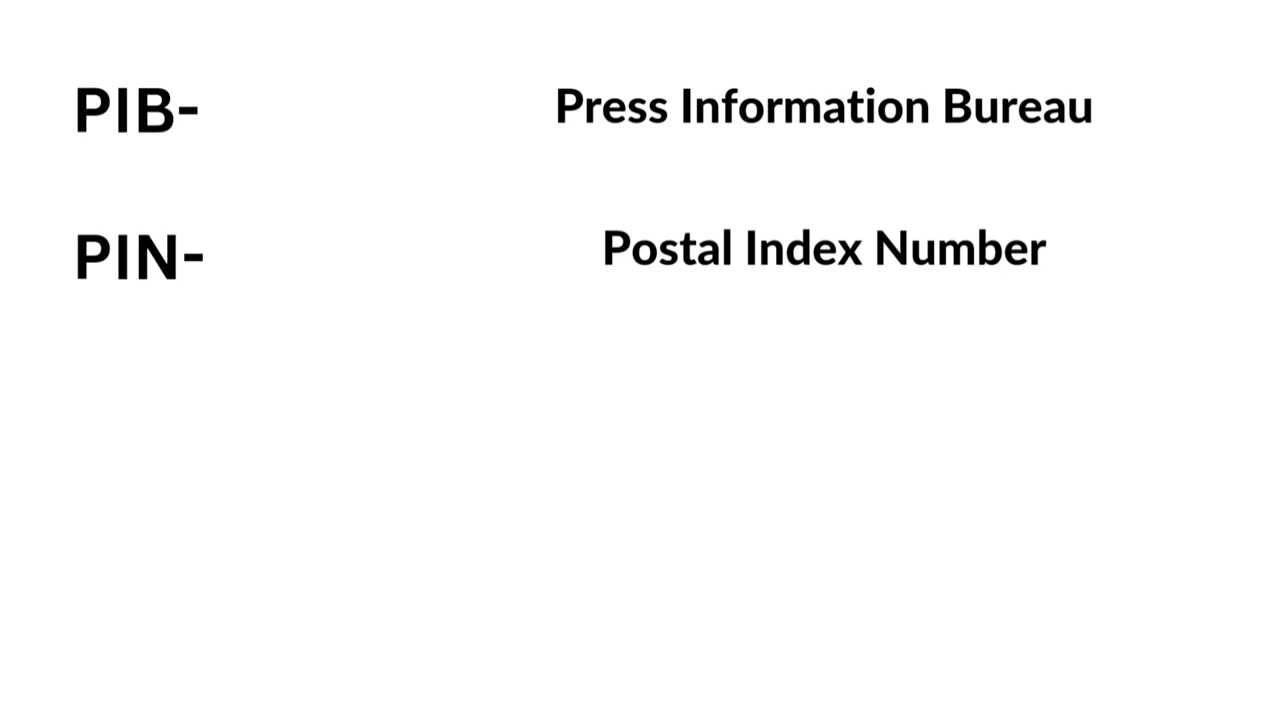 PIB- Press Information Bureau
PIN- Postal Index Number